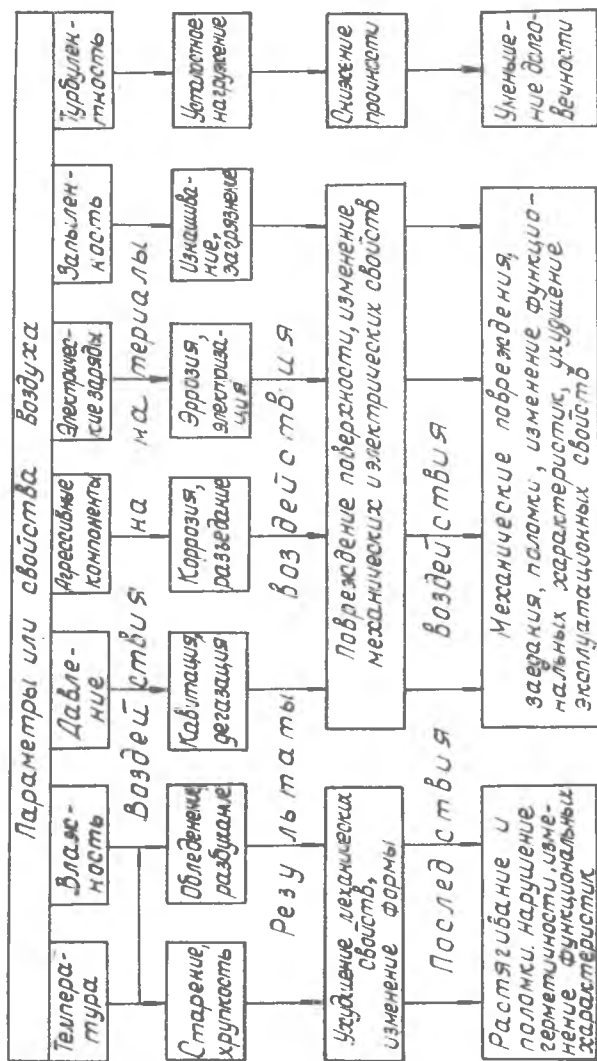 Параметры или свойства воздуха
Темпера-
тура
Влаж-
ность
Давле-
ние
Агрессивные
компоненты
Электричес-
кие заряды
Запылен-
ность
Турбулен-
тность
Воздействия на материалы
Старение,
хрупкость
Обледенение,
разбухание
Кавитация,
дегазация
Коррозия,
разъедание
Эррозия,
электриза-
ция
Изнашива-
ние,
загрязнене
Усталостное
нагружение
Результаты воздействия
Ухудшение механических
свойств,
изменение формы
Повреждение поверхности, изменение
механических и электрических свойств
Снижение
прочности
Последствия воздействия
Растягивание и
поломки. Нарушение
герметичности, изме-
нение функциональных
характеристик
Механические повреждения,
заедания, поломки, изменение функцио-
нальных характеристик, ухудшение
эксплуатационных свойств
Уменьше-
ние долго-
вечности